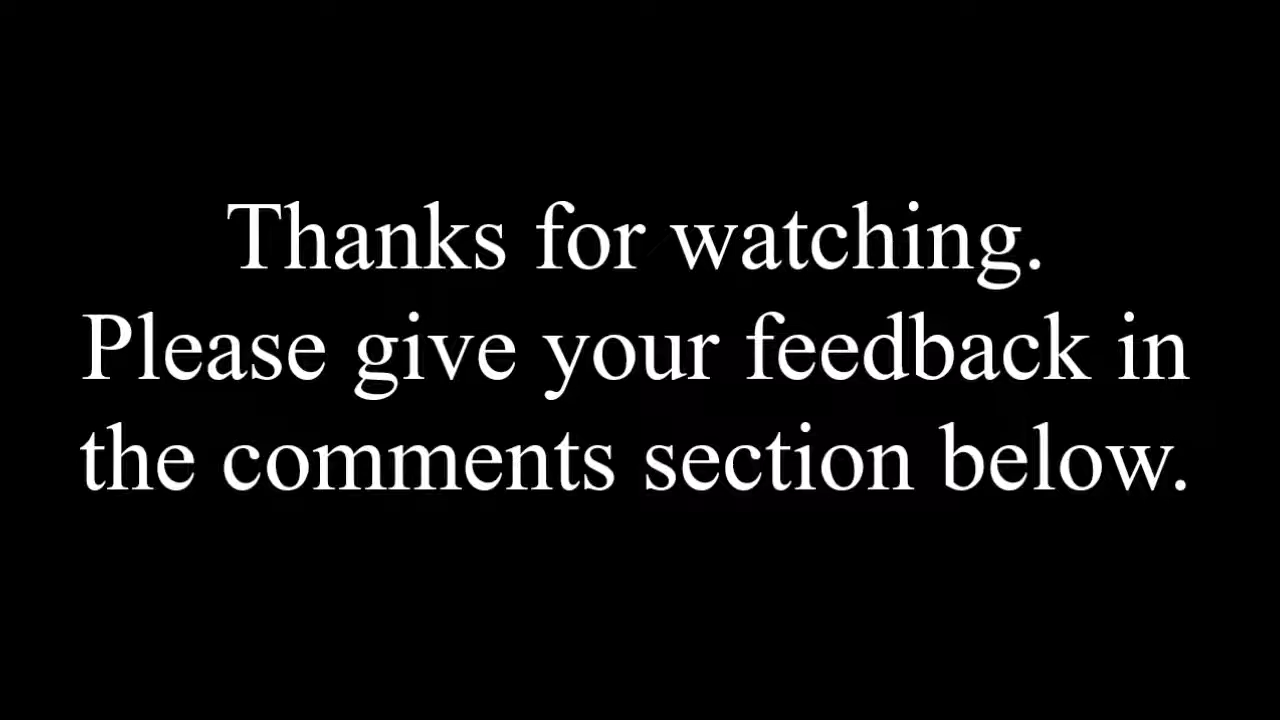 Thanks for watching.
Please give your feedback in
the comments section below.